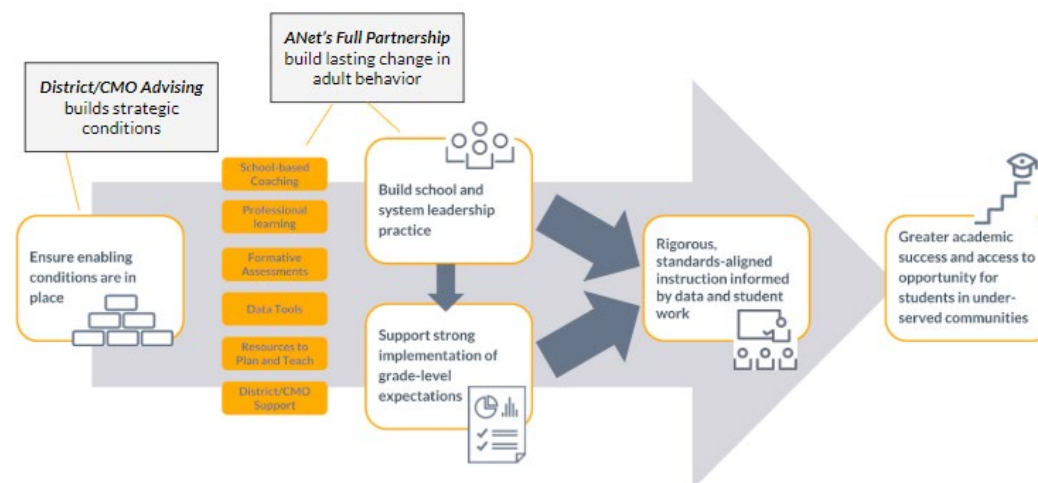 ANet's Full Partnership
build lasting change in
adult behavior
District/CMO Advising
builds strategic
conditions
School-based
Coaching
Professional
learning
Formative
Assessments
Data Tools
Resources to
Plan and Teach
District/CMO
Support
Ensure enabling
conditions are in
place
Build school and
system leadership
practice
Support strong
implementation of
grade-level
expectations
Rigorous,
standards-aligned
instruction informed
by data and student
work
Greater academic
success and access to
opportunity for
students in under-
served communities